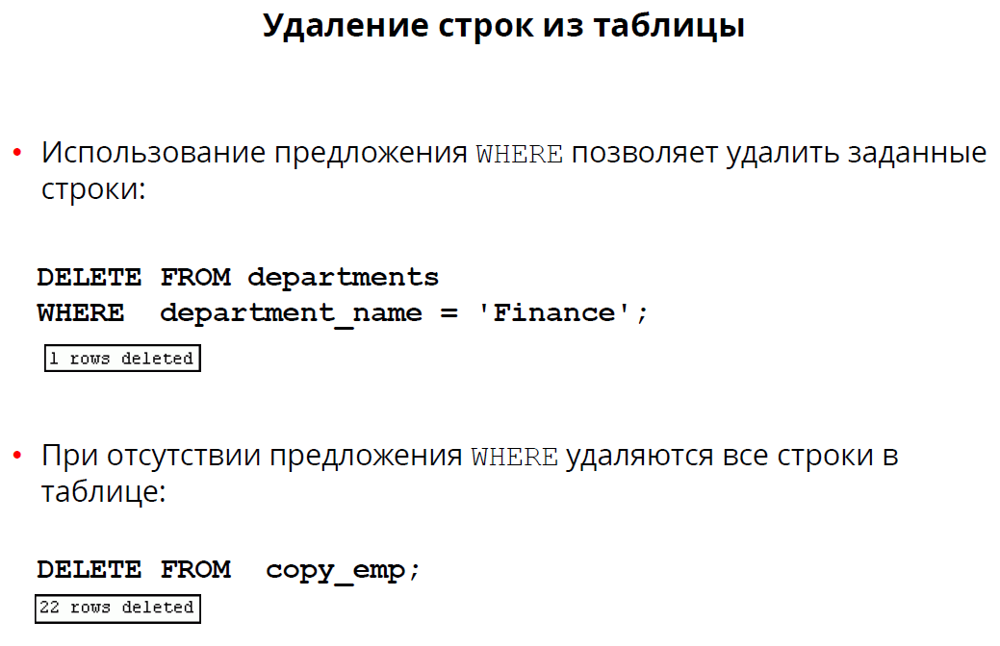 Удаление строк из таблицы
• Использование предложения WHERE позволяет удалить заданные
строки:
DELETE FROM departments
WHERE  department_name = 'Finance';
1 rows deleted
• При отсутствии предложения WHERE удаляются все строки в
таблице:
DELETE FROM  copy_emp;
22 rows deleted